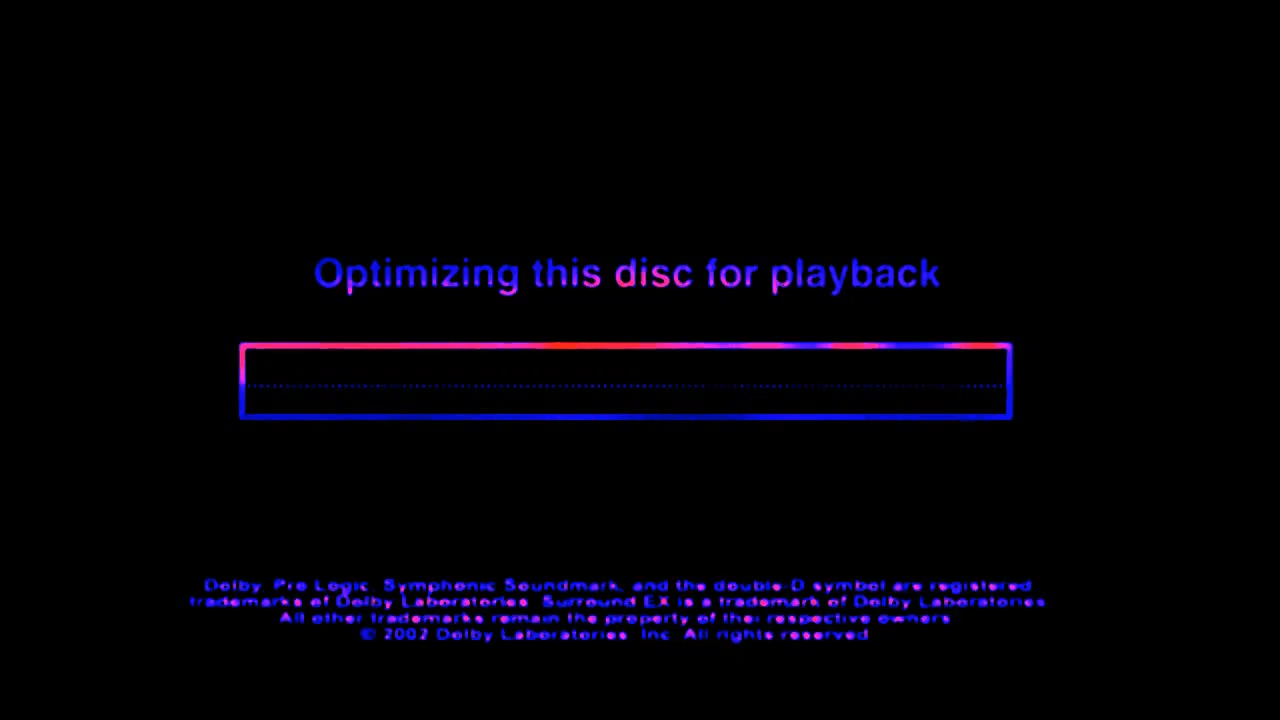 Optimizing this disc for playback
Dolby, Pro Logic, Symphonic, Soundmark, and the double-D symbol are registered
trademarks of Dolby Laboratories. Surround EX is a trademark of Dolby Laboratories.
All other trademarks remain the property of their respective owners.
© 2002 Dolby Laboratories, Inc. All rights reserved.